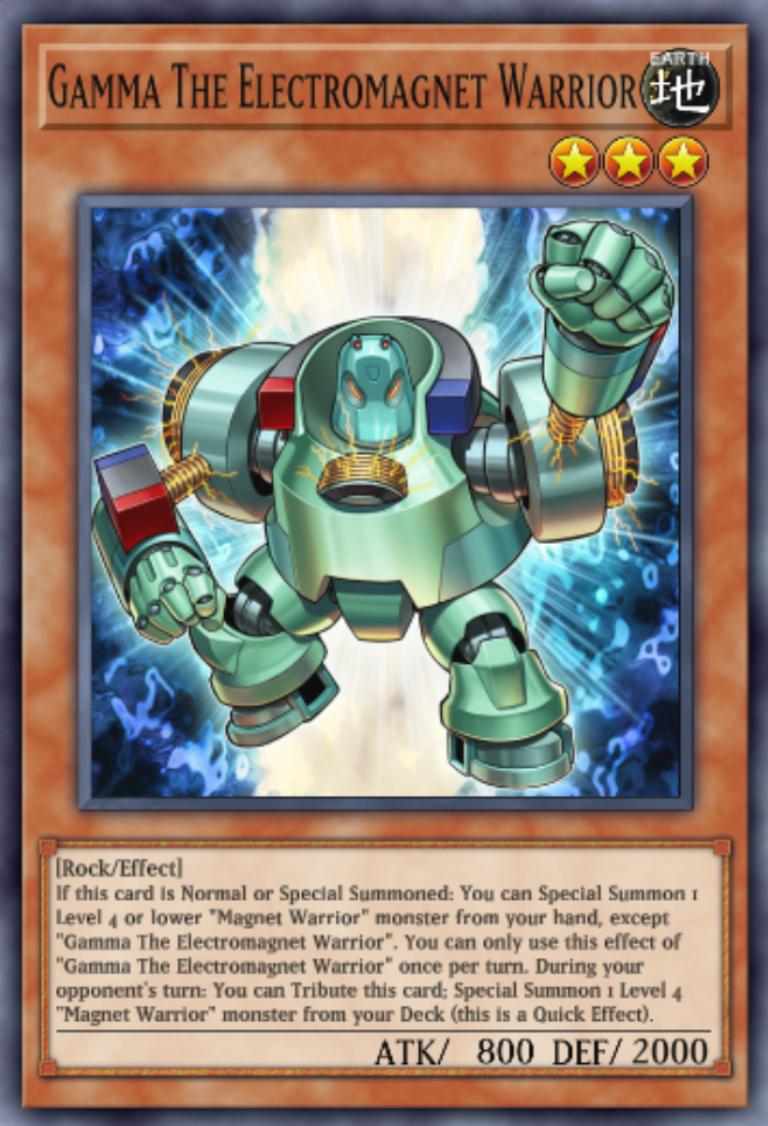 Gamma The Electromagnet Warrior
EARTH
地
[Rock/Effect]
If this card is Normal or Special Summoned: You can Special Summon 1
Level 4 or lower "Magnet Warrior" monster from your hand, except
"Gamma The Electromagnet Warrior". You can only use this effect of
"Gamma The Electromagnet Warrior" once per turn. During your
opponent's turn: You can Tribute this card; Special Summon 1 Level 4
"Magnet Warrior" monster from your Deck (this is a Quick Effect).
ATK/ 800 DEF/ 2000